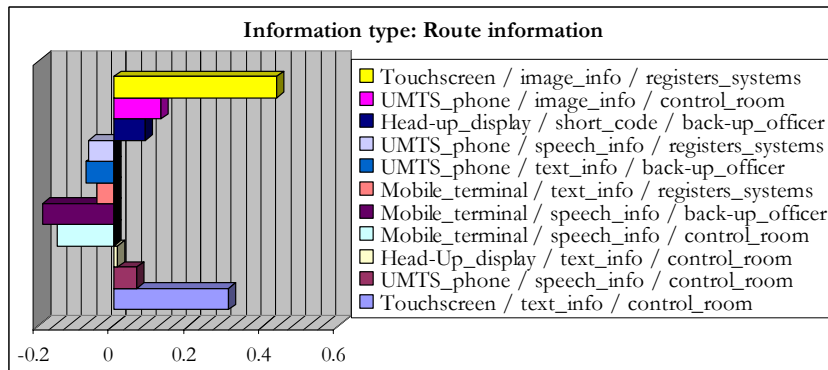 Information type: Route information
Touchscreen / image_info / registers_systems
UMTS_phone / image_info / control_room
Head-up_display / short_code / back-up_officer
UMTS_phone / speech_info / registers_systems
UMTS_phone / text_info / back-up_officer
Mobile_terminal / text_info / registers_systems
Mobile_terminal / speech_info / back-up_officer
Mobile_terminal / speech_info / control_room
Head-Up_display / text_info / control_room
UMTS_phone / speech_info / control_room
Touchscreen / text_info / control_room
-0.2 0 0.2 0.4 0.6